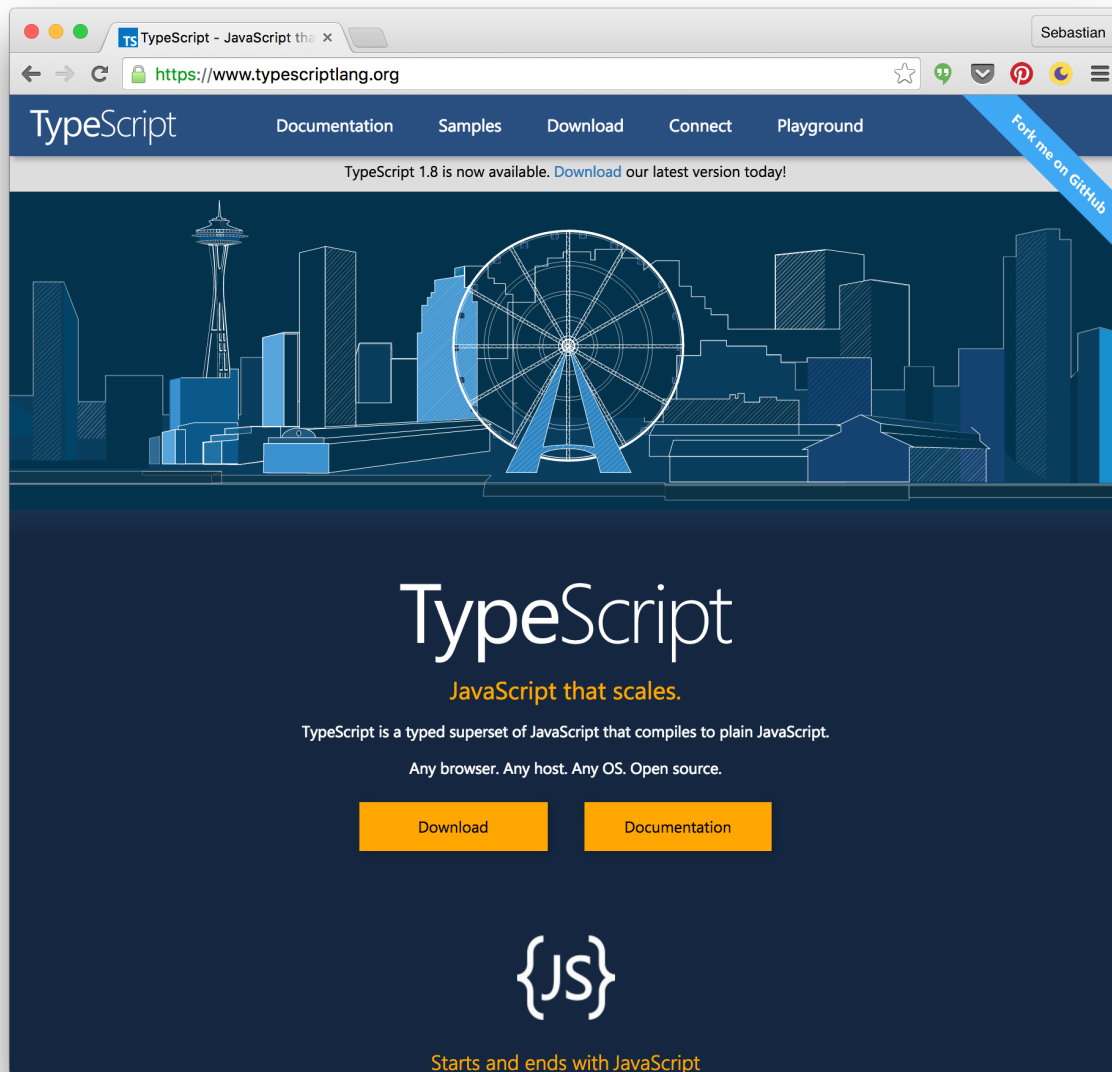 Sebastian
TS TypeScript - JavaScript tha
https://www.typescriptlang.org
TypeScript Documentation Samples Download Connect Playground
Fork me on GitHub
TypeScript 1.8 is now available. Download our latest version today!
TypeScript
JavaScript that scales.
TypeScript is a typed superset of JavaScript that compiles to plain JavaScript.
Any browser. Any host. Any OS. Open source.
Download Documentation
{JS}
Starts and ends with JavaScript